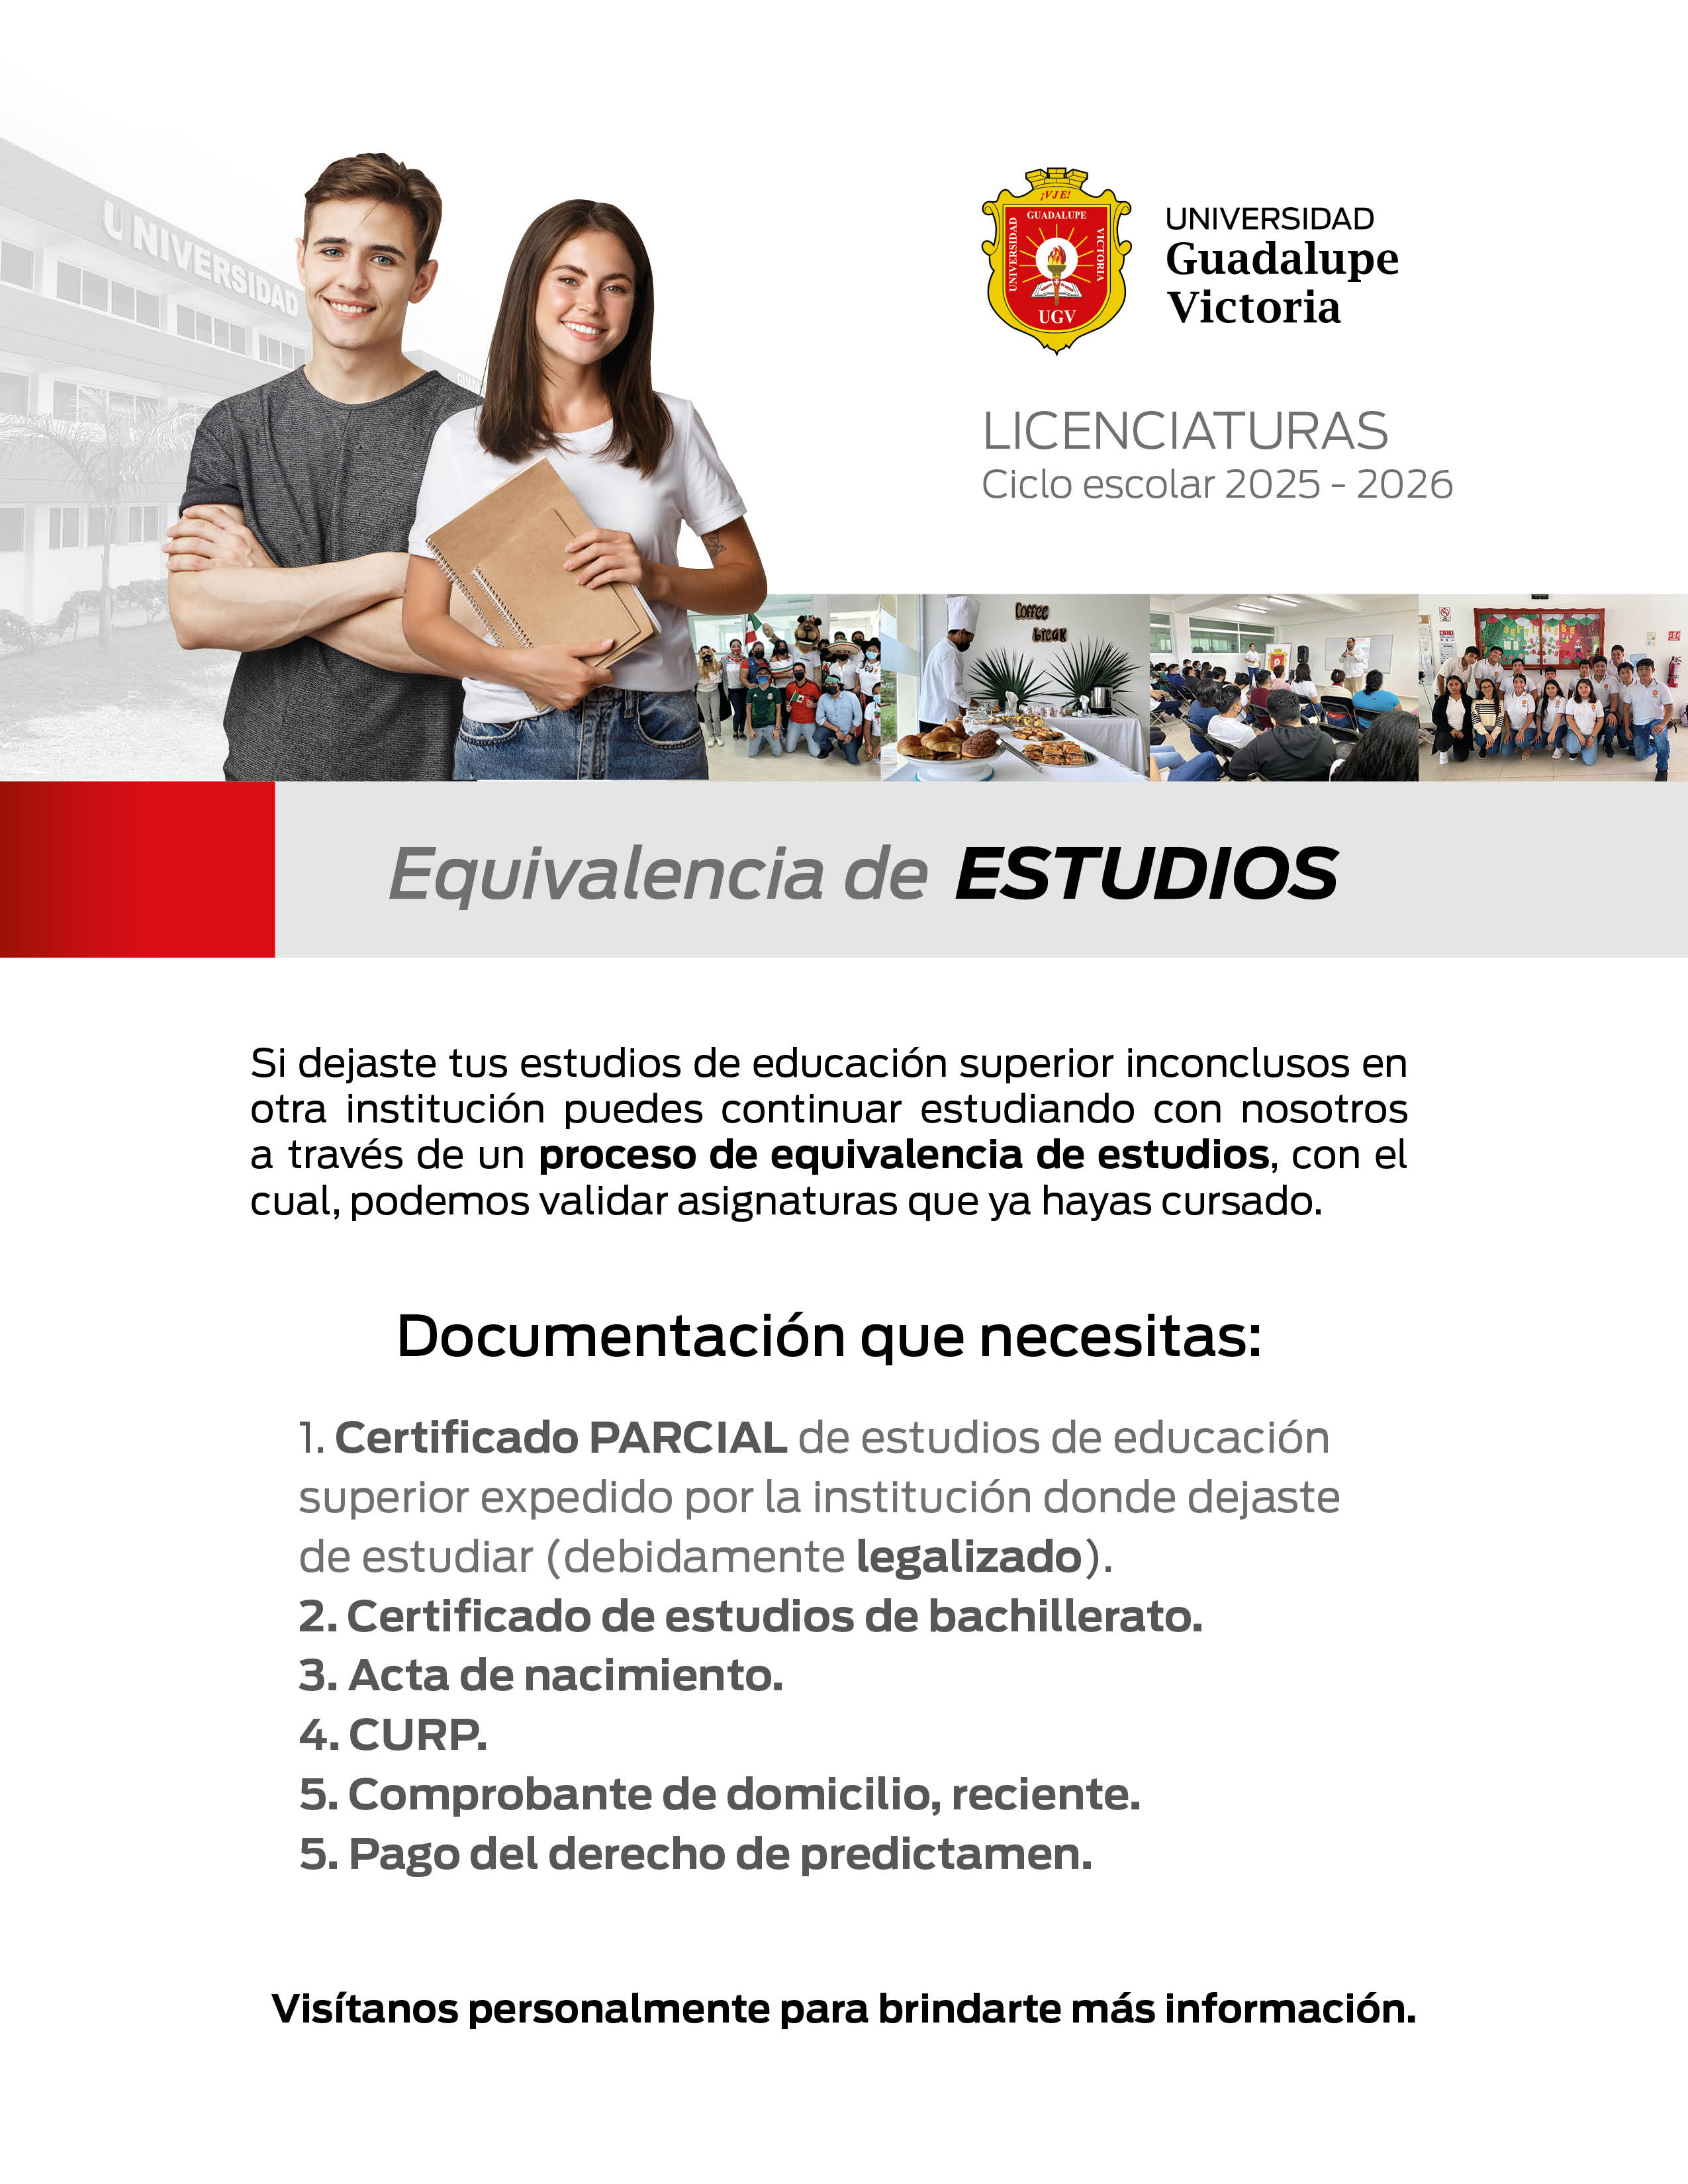 UNIVERSIDAD
¡VJE!
GUADALUPE
UNIVERSIDAD
VICTORIA
UGV
UNIVERSIDAD
Guadalupe
Victoria
LICENCIATURAS
Ciclo escolar 2025 - 2026
Coffee
break
Equivalencia de ESTUDIOS
Si dejaste tus estudios de educación superior inconclusos en
otra institución puedes continuar estudiando con nosotros
a través de un proceso de equivalencia de estudios, con el
cual, podemos validar asignaturas que ya hayas cursado.
Documentación que necesitas:
1. Certificado PARCIAL de estudios de educación
superior expedido por la institución donde dejaste
de estudiar (debidamente legalizado).
2. Certificado de estudios de bachillerato.
3. Acta de nacimiento.
4. CURP.
5. Comprobante de domicilio, reciente.
5. Pago del derecho de predictamen.
Visítanos personalmente para brindarte más información.